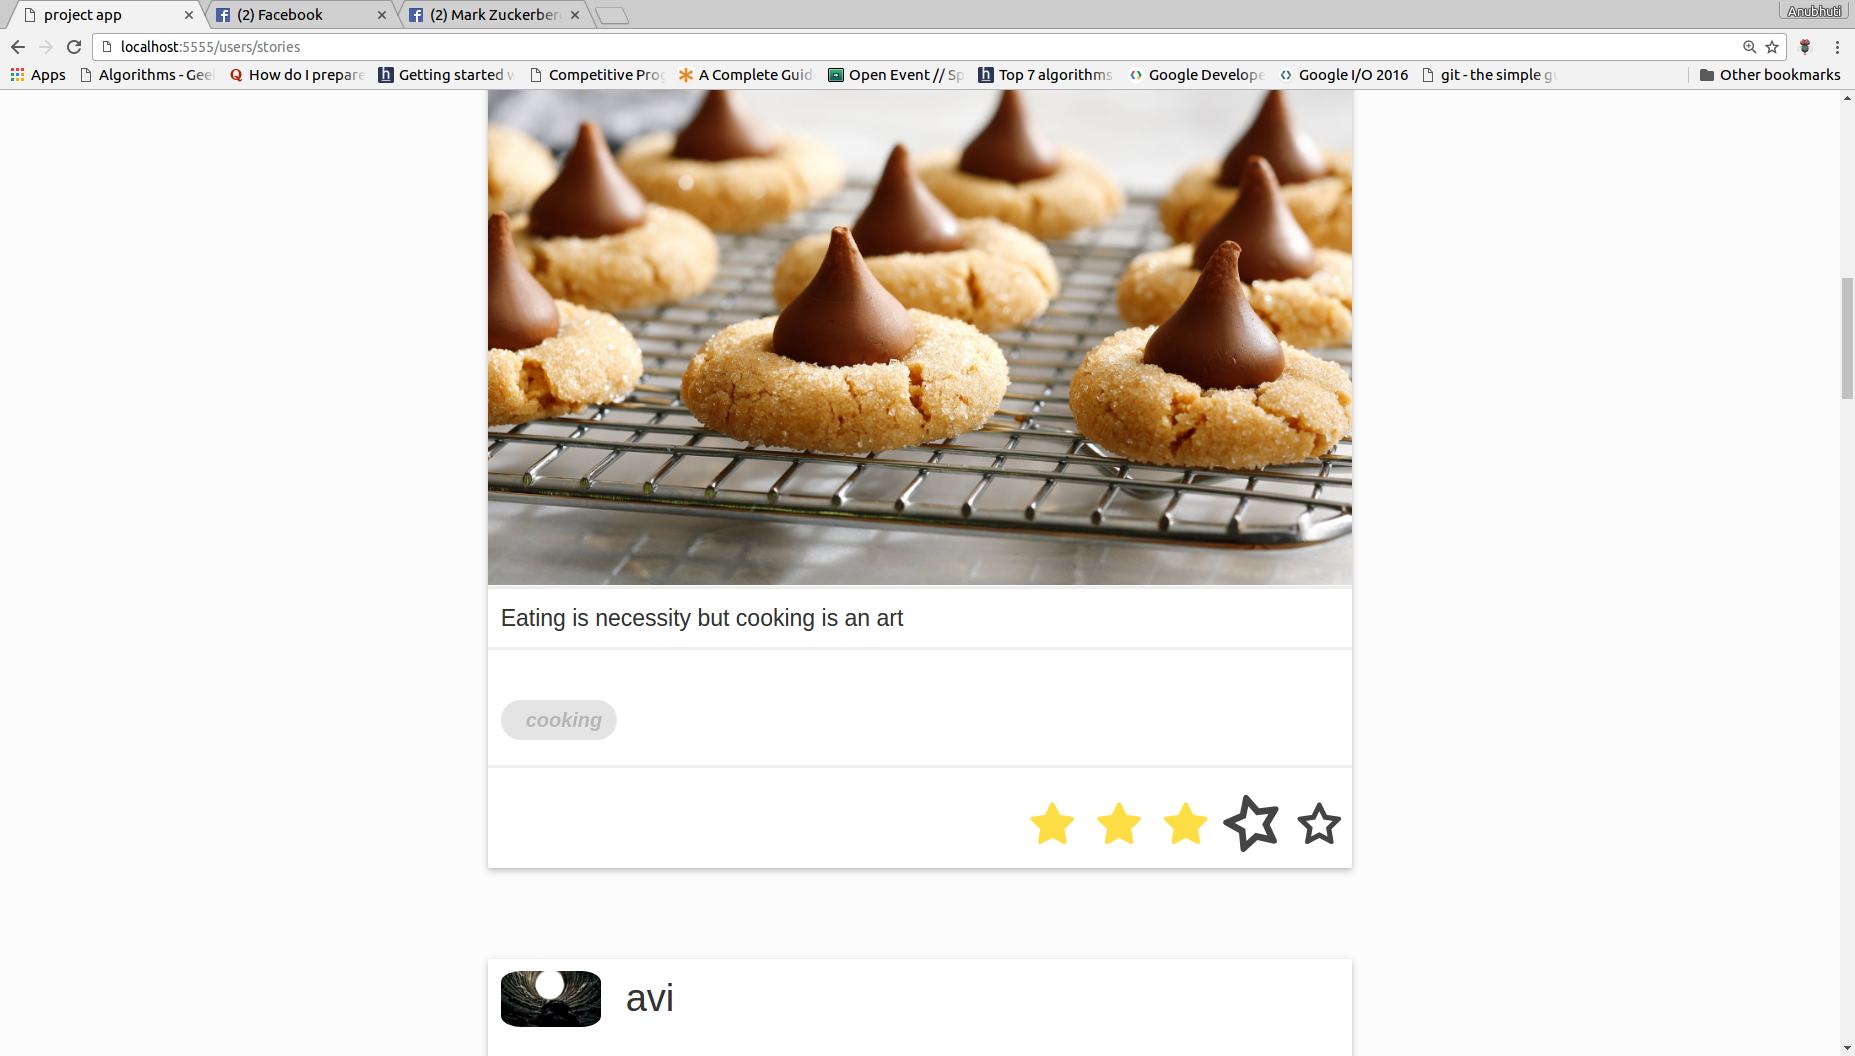 project app
(2) Facebook
(2) Mark Zuckerber
Anubhuti
localhost:5555/users/stories
Apps
Algorithms - Gee
How do I prepare
Getting started
Competitive Pro
A Complete Guid
Open Event // Sp
Top 7 algorithms
Google Develope
Google I/O 2016
git - the simple
Other bookmarks
Eating is necessity but cooking is an art
cooking
avi